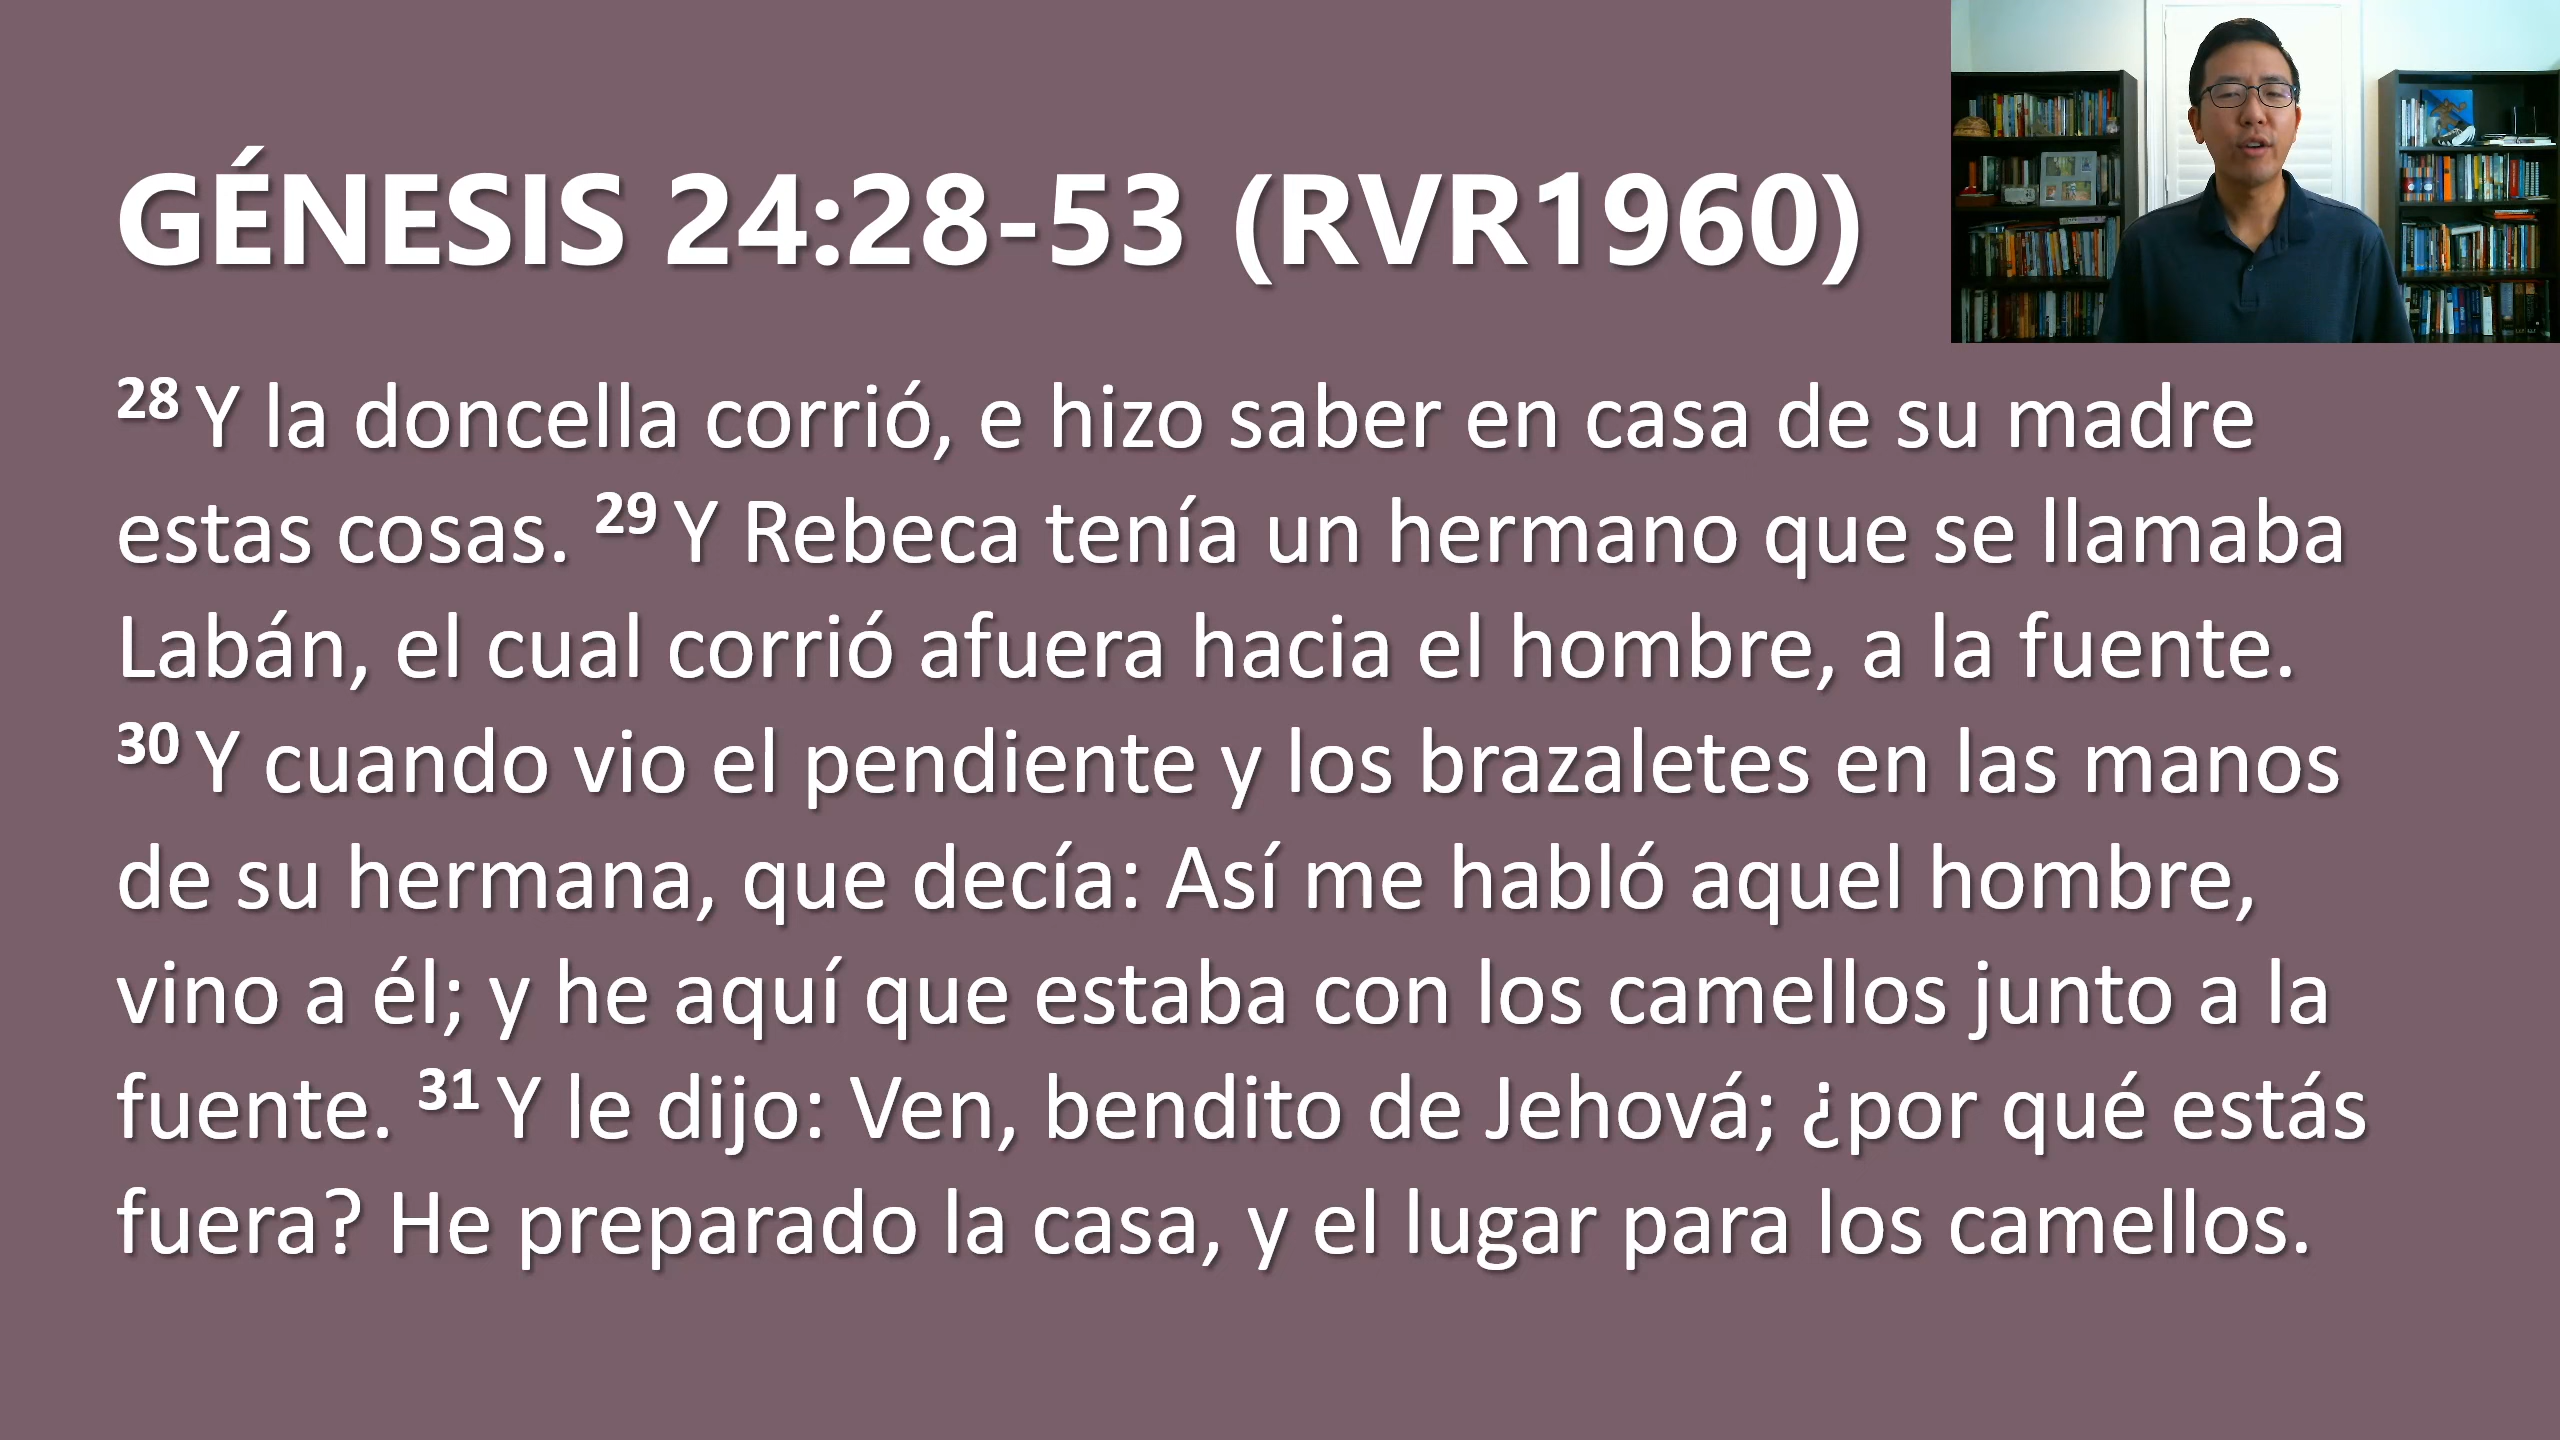 GÉNESIS 24:28-53 (RVR1960)
28 Y la doncella corrió, e hizo saber en casa de su madre
estas cosas. 29 Y Rebeca tenía un hermano que se llamaba
Labán, el cual corrió afuera hacia el hombre, a la fuente.
30 Y cuando vio el pendiente y los brazaletes en las manos
de su hermana, que decía: Así me habló aquel hombre,
vino a él; y he aquí que estaba con los camellos junto a la
fuente. 31 Y le dijo: Ven, bendito de Jehová; ¿por qué estás
fuera? He preparado la casa, y el lugar para los camellos.